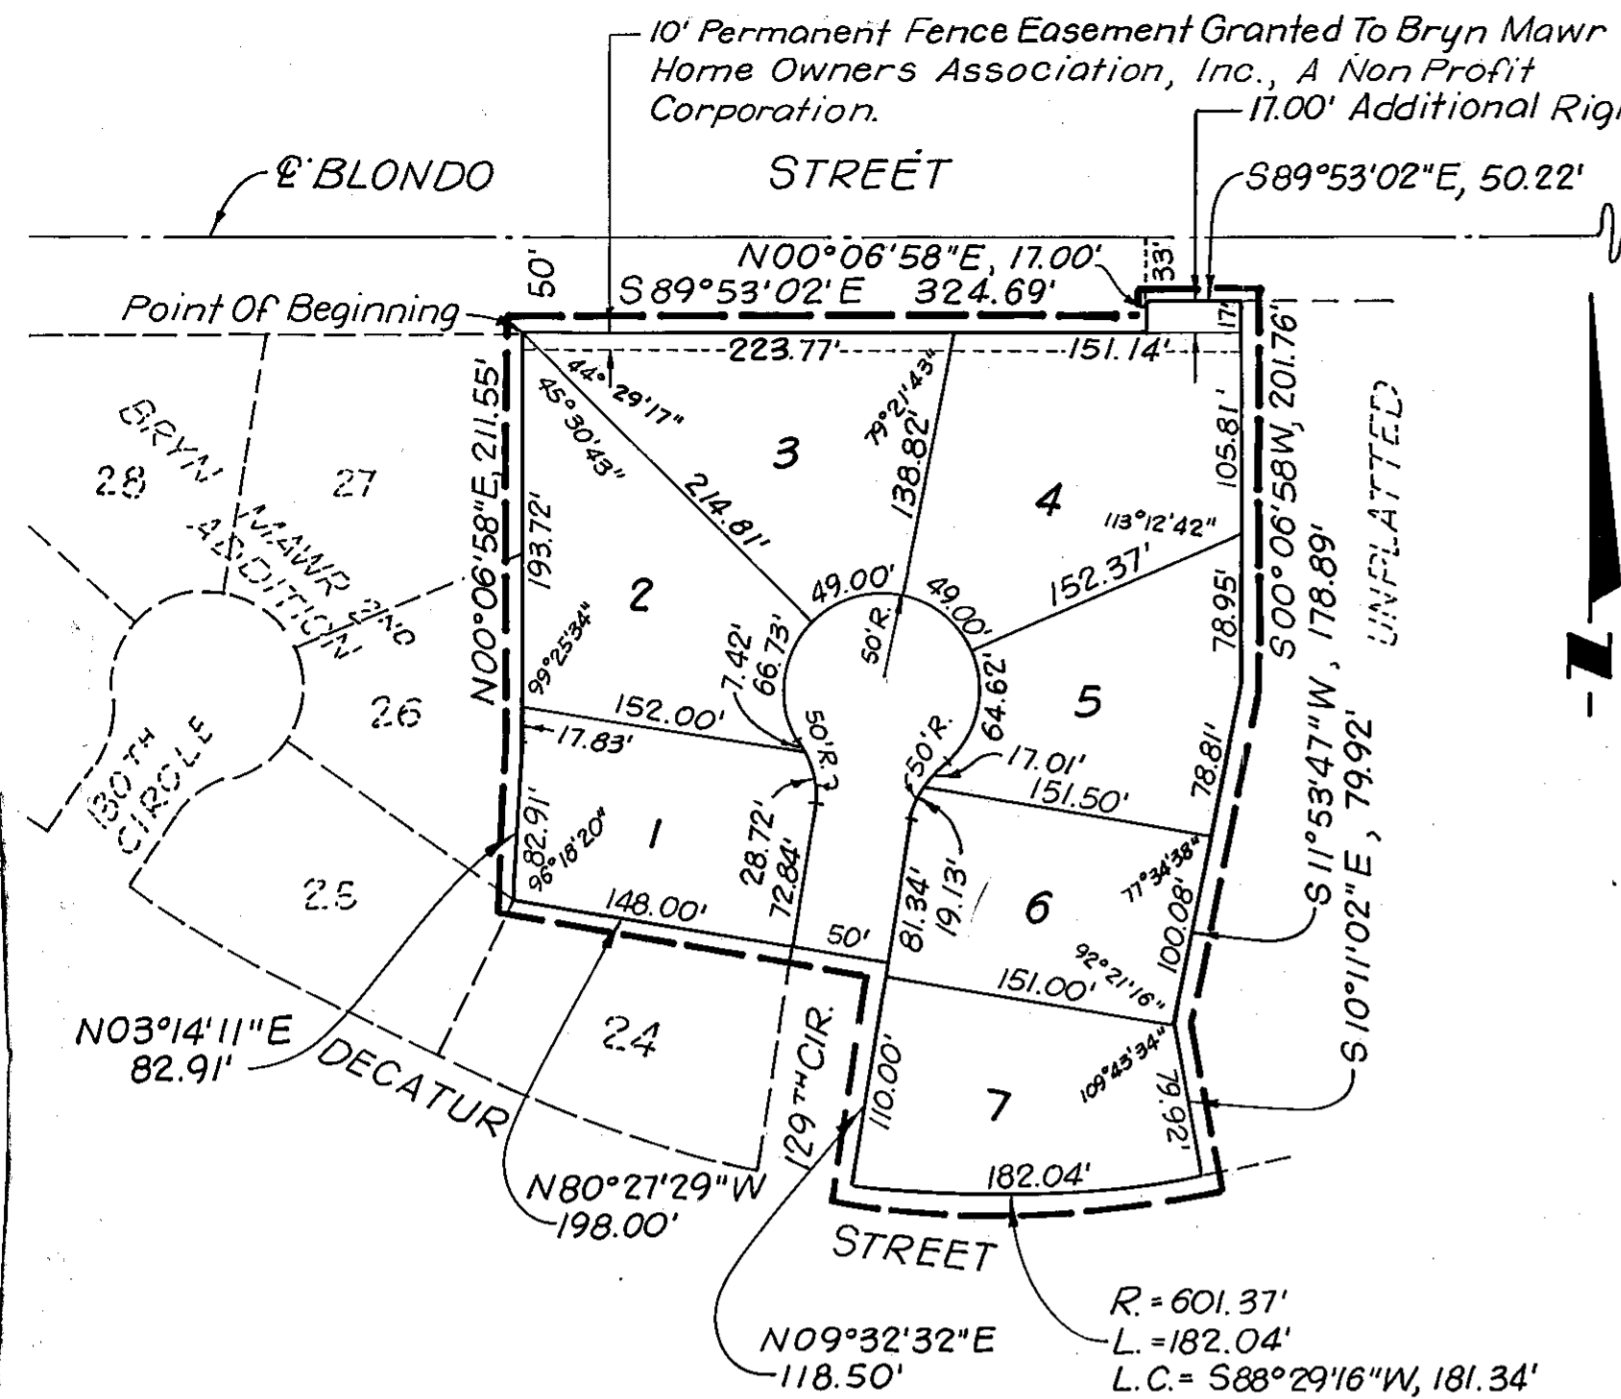 10' Permanent Fence Easement Granted To Bryn Mawr
Home Owners Association, Inc., A Non Profit
Corporation.
17.00' Additional Rig
℄ BLONDO
STREET
S89°53'02"E, 50.22'
N00°06'58"E, 17.00'
33'
50'
S89°53'02'E 324.69'
Point Of Beginning
17'
223.77'
151.14'
44° 29'17"
45°30'43"
79°21'43"
138.82'
105.81'
S00°06'58W, 201.76'
UNPLATTED
N00°06'58"E, 211.55'
193.72'
3
214.81'
4
113°12'42"
152.37'
28
27
BRYN MAWR 2ND
ADDITION
2
49.00'
49.00'
50'R.
78.95'
99°25'34"
7.42'
66.73'
64.62'
5
26
152.00'
17.83'
50'R.
50'R.
17.01'
151.50'
78.81'
S11°53'47"W, 178.89'
S10°11'02"E, 79.92'
130TH
CIRCLE
82.91'
96°18'20"
1
28.72'
72.84'
81.34'
19.13'
77°34'38"
6
100.08'
25
148.00'
50'
92°21'16"
151.00'
N03°14'11"E
82.91'
24
DECATUR
129TH CIR.
110.00'
7
109°43'34"
79.92'
182.04'
N80°27'29"W
198.00'
STREET
N09°32'32"E
118.50'
R.=601.37'
L.=182.04'
L.C.= S88°29'16"W, 181.34'
Z